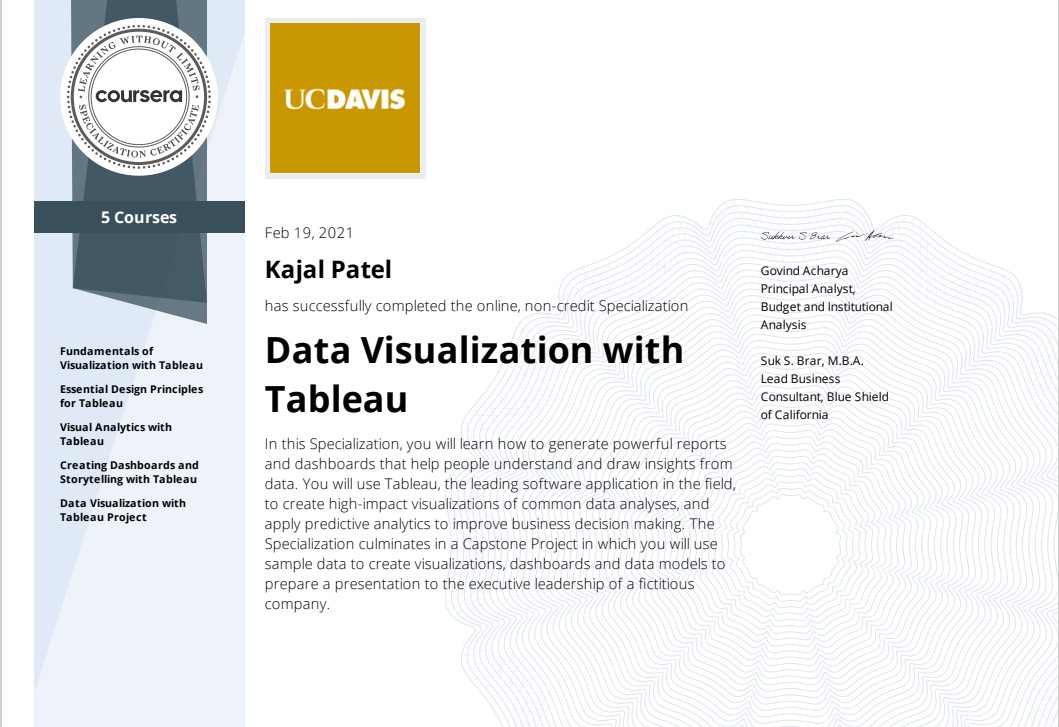 LEARNING WITHOUT LIMITS
coursera
SPECIALIZATION CERTIFICATE
5 Courses
Fundamentals of
Visualization with Tableau
Essential Design Principles
for Tableau
Visual Analytics with
Tableau
Creating Dashboards and
Storytelling with Tableau
Data Visualization with
Tableau Project
UCDAVIS
Feb 19, 2021
Kajal Patel
has successfully completed the online, non-credit Specialization
Data Visualization with
Tableau
In this Specialization, you will learn how to generate powerful reports
and dashboards that help people understand and draw insights from
data. You will use Tableau, the leading software application in the field,
to create high-impact visualizations of common data analyses, and
apply predictive analytics to improve business decision making. The
Specialization culminates in a Capstone Project in which you will use
sample data to create visualizations, dashboards and data models to
prepare a presentation to the executive leadership of a fictitious
company.
Sukhvir S Brar
Govind Acharya
Principal Analyst,
Budget and Institutional
Analysis
Suk S. Brar, M.B.A.
Lead Business
Consultant, Blue Shield
of California